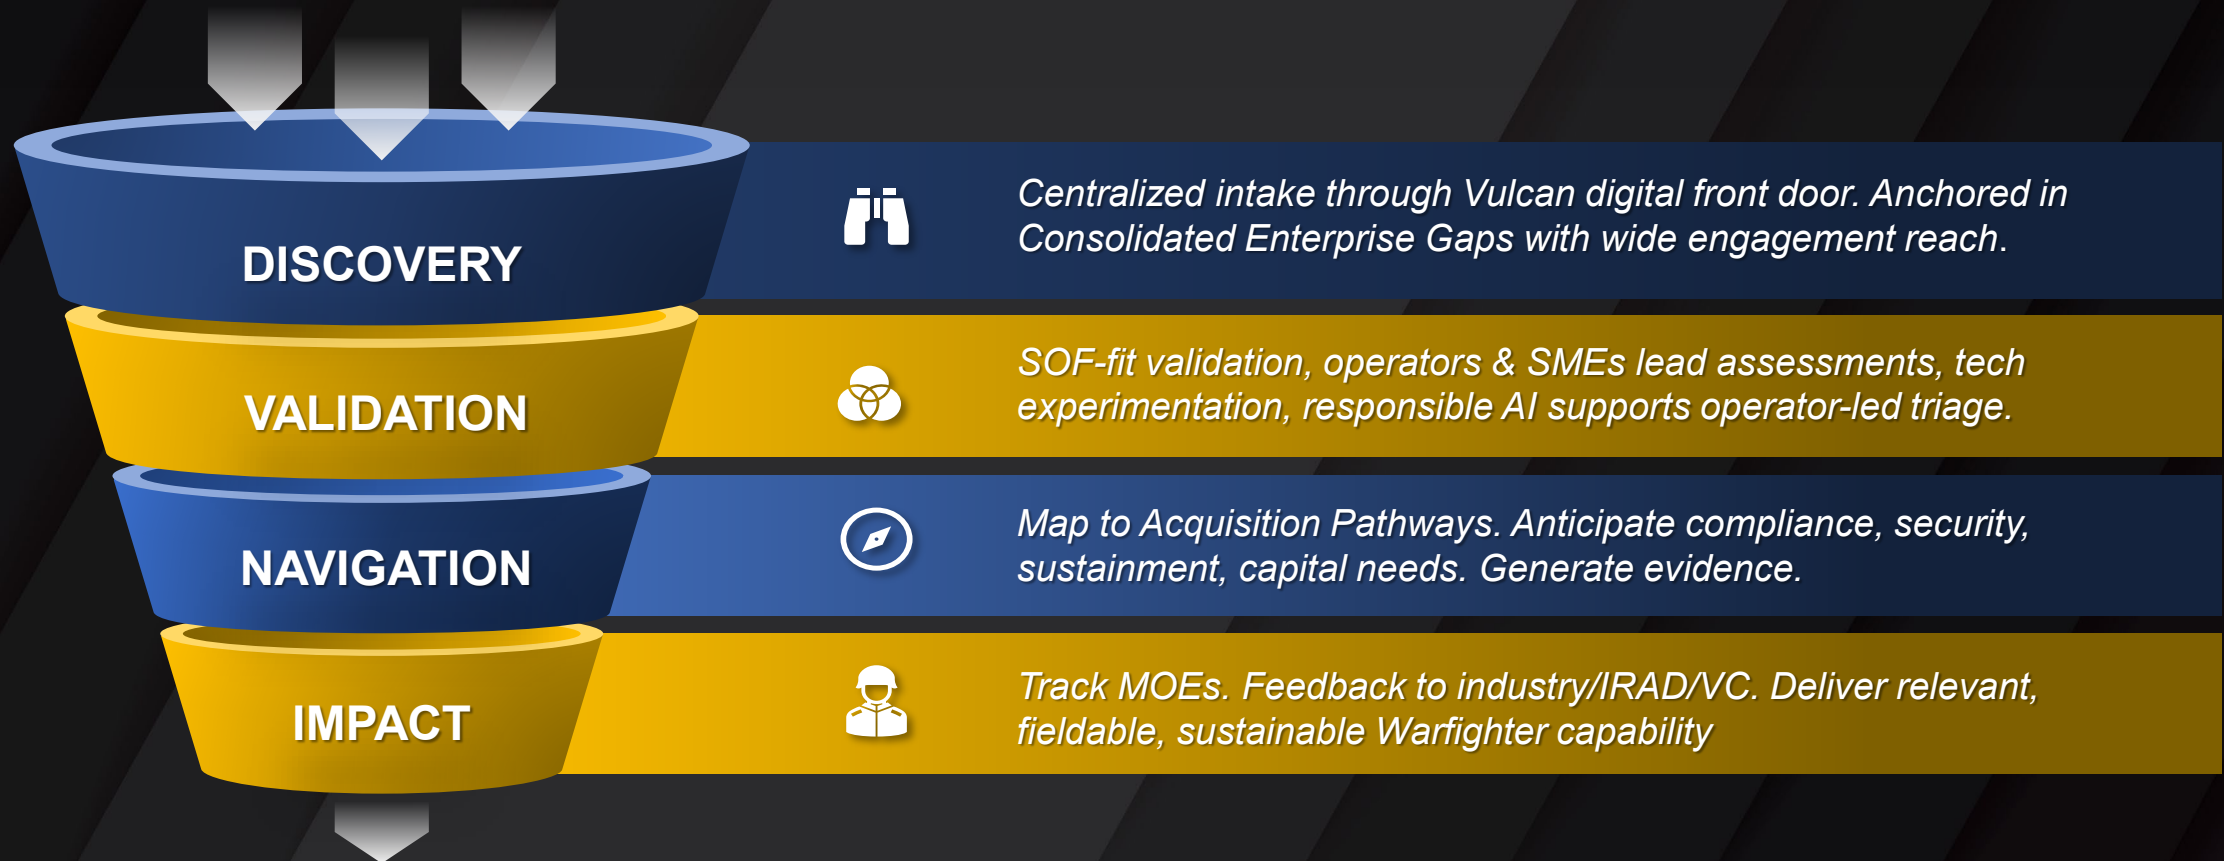 DISCOVERY
Centralized intake through Vulcan digital front door. Anchored in
Consolidated Enterprise Gaps with wide engagement reach.
VALIDATION
SOF-fit validation, operators & SMEs lead assessments, tech
experimentation, responsible AI supports operator-led triage.
NAVIGATION
Map to Acquisition Pathways. Anticipate compliance, security,
sustainment, capital needs. Generate evidence.
IMPACT
Track MOEs. Feedback to industry/IRAD/VC. Deliver relevant,
fieldable, sustainable Warfighter capability